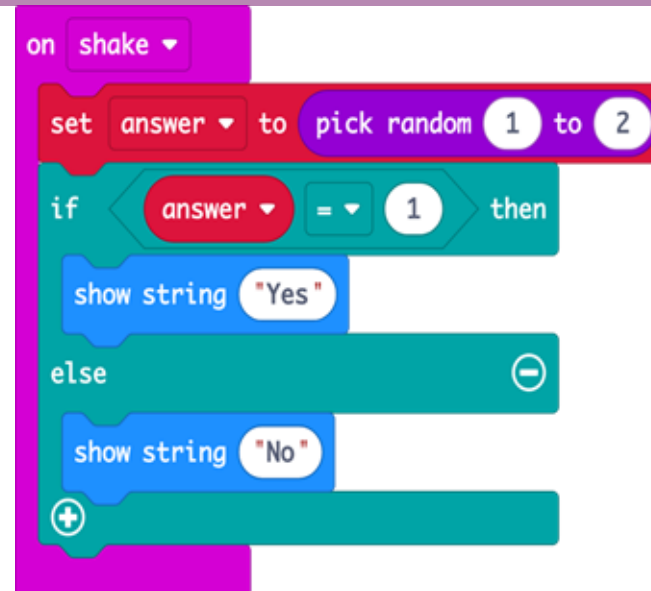 on shake
set answer to pick random 1 to 2
if answer = 1 then
show string "Yes"
else
show string "No"